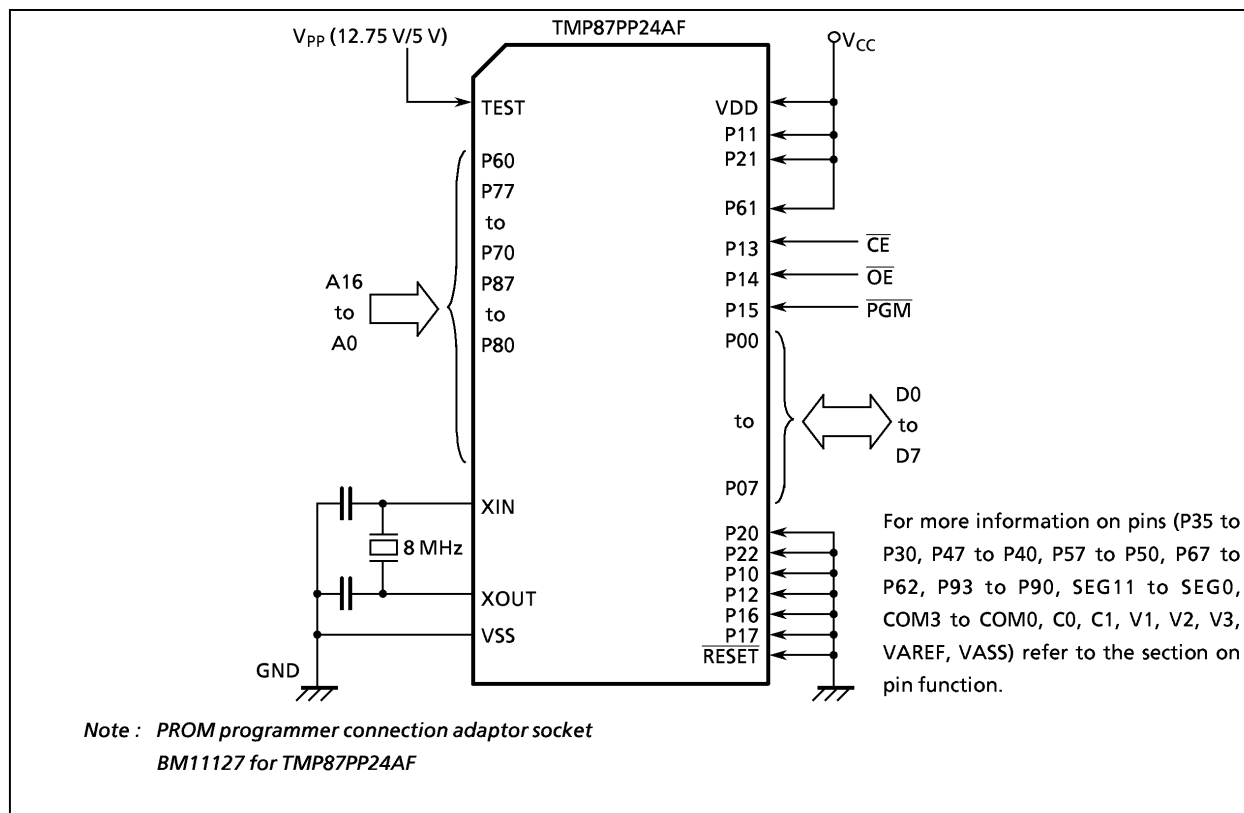 TMP87PP24AF
VPP (12.75 V/5 V)
VCC
TEST
P60
P77
to
P70
P87
to
P80
A16
to
A0
XIN
8 MHz
XOUT
VSS
GND
VDD
P11
P21
P61
P13
CE
P14
OE
P15
PGM
P00
to
P07
D0
to
D7
P20
P22
P10
P12
P16
P17
RESET
For more information on pins (P35 to
P30, P47 to P40, P57 to P50, P67 to
P62, P93 to P90, SEG11 to SEG0,
COM3 to COM0, C0, C1, V1, V2, V3,
VAREF, VASS) refer to the section on
pin function.
Note : PROM programmer connection adaptor socket
BM11127 for TMP87PP24AF